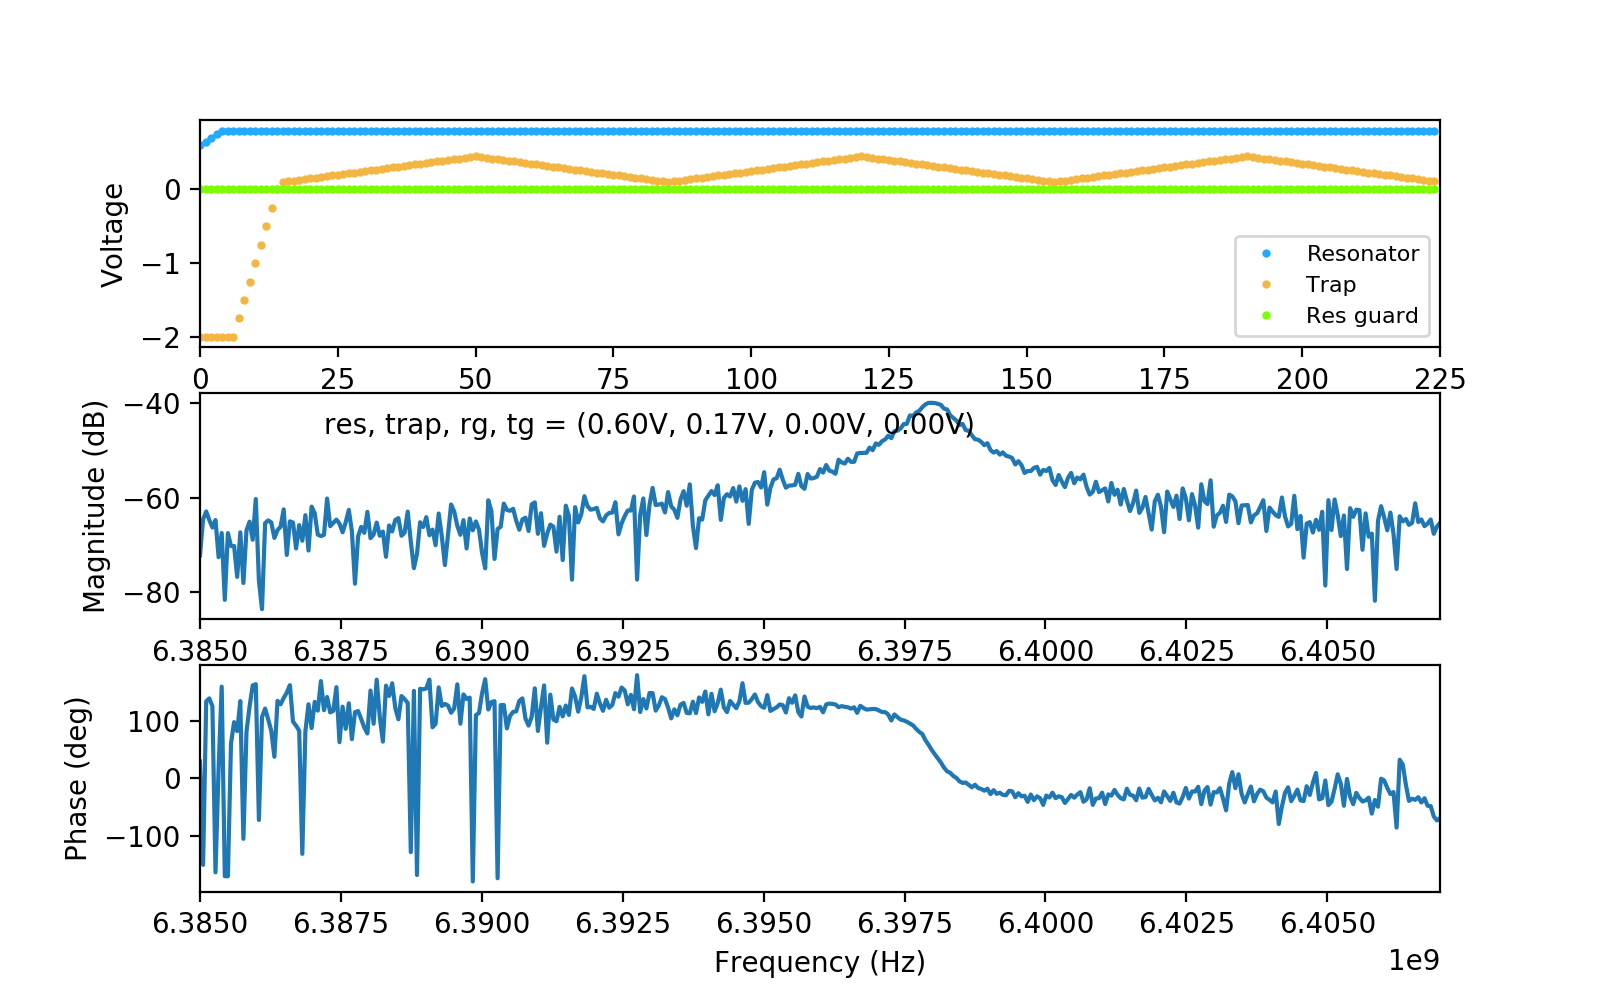 Voltage
0
−1
−2
Resonator
Trap
Res guard
0 25 50 75 100 125 150 175 200 225
Magnitude (dB)
−40
−60
−80
res, trap, rg, tg = (0.60V, 0.17V, 0.00V, 0.00V)
6.3850 6.3875 6.3900 6.3925 6.3950 6.3975 6.4000 6.4025 6.4050
Phase (deg)
100
0
−100
6.3850 6.3875 6.3900 6.3925 6.3950 6.3975 6.4000 6.4025 6.4050
Frequency (Hz)
1e9